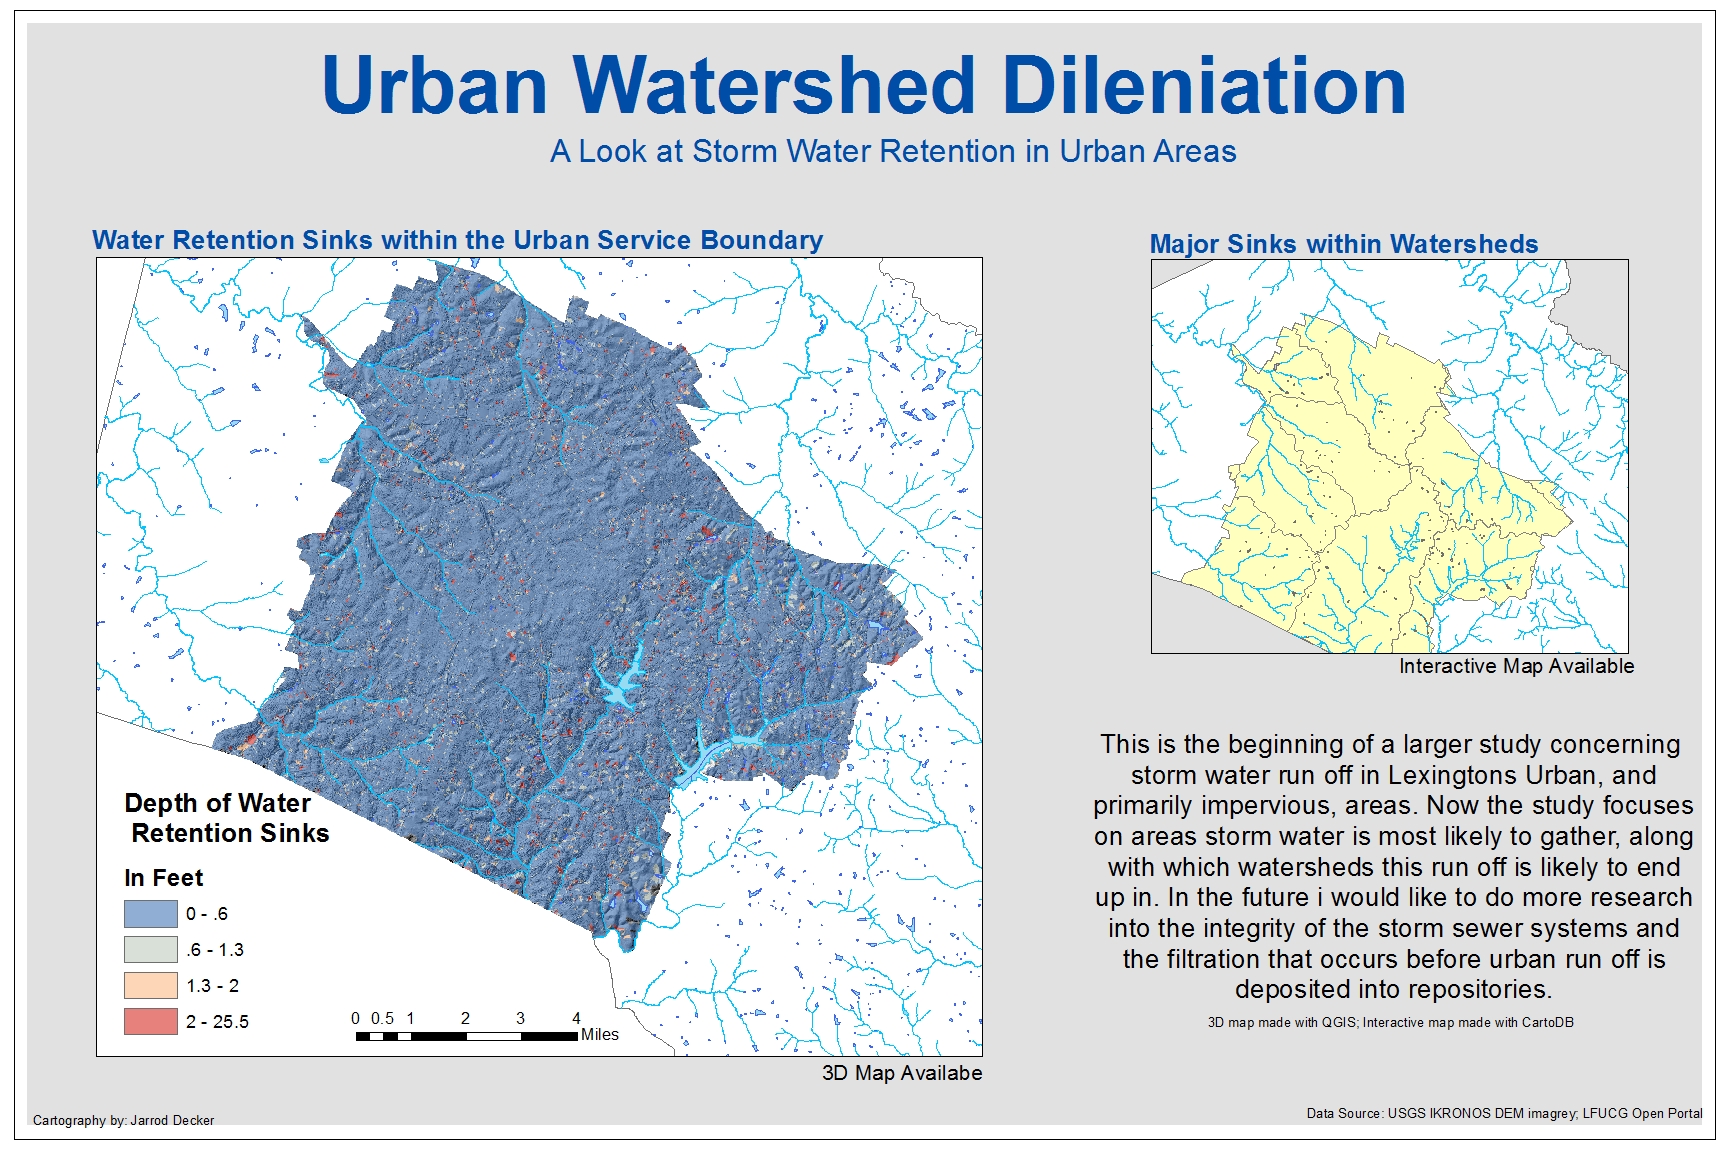 Urban Watershed Dileniation
A Look at Storm Water Retention in Urban Areas
Water Retention Sinks within the Urban Service Boundary
Depth of Water
Retention Sinks
In Feet
0 - .6
.6 - 1.3
1.3 - 2
2 - 25.5
0 0.5 1 2 3 4
Miles
3D Map Availabe
Major Sinks within Watersheds
Interactive Map Available
This is the beginning of a larger study concerning
storm water run off in Lexingtons Urban, and
primarily impervious, areas. Now the study focuses
on areas storm water is most likely to gather, along
with which watersheds this run off is likely to end
up in. In the future i would like to do more research
into the integrity of the storm sewer systems and
the filtration that occurs before urban run off is
deposited into repositories.
3D map made with QGIS; Interactive map made with CartoDB
Cartography by: Jarrod Decker
Data Source: USGS IKRONOS DEM imagrey; LFUCG Open Portal